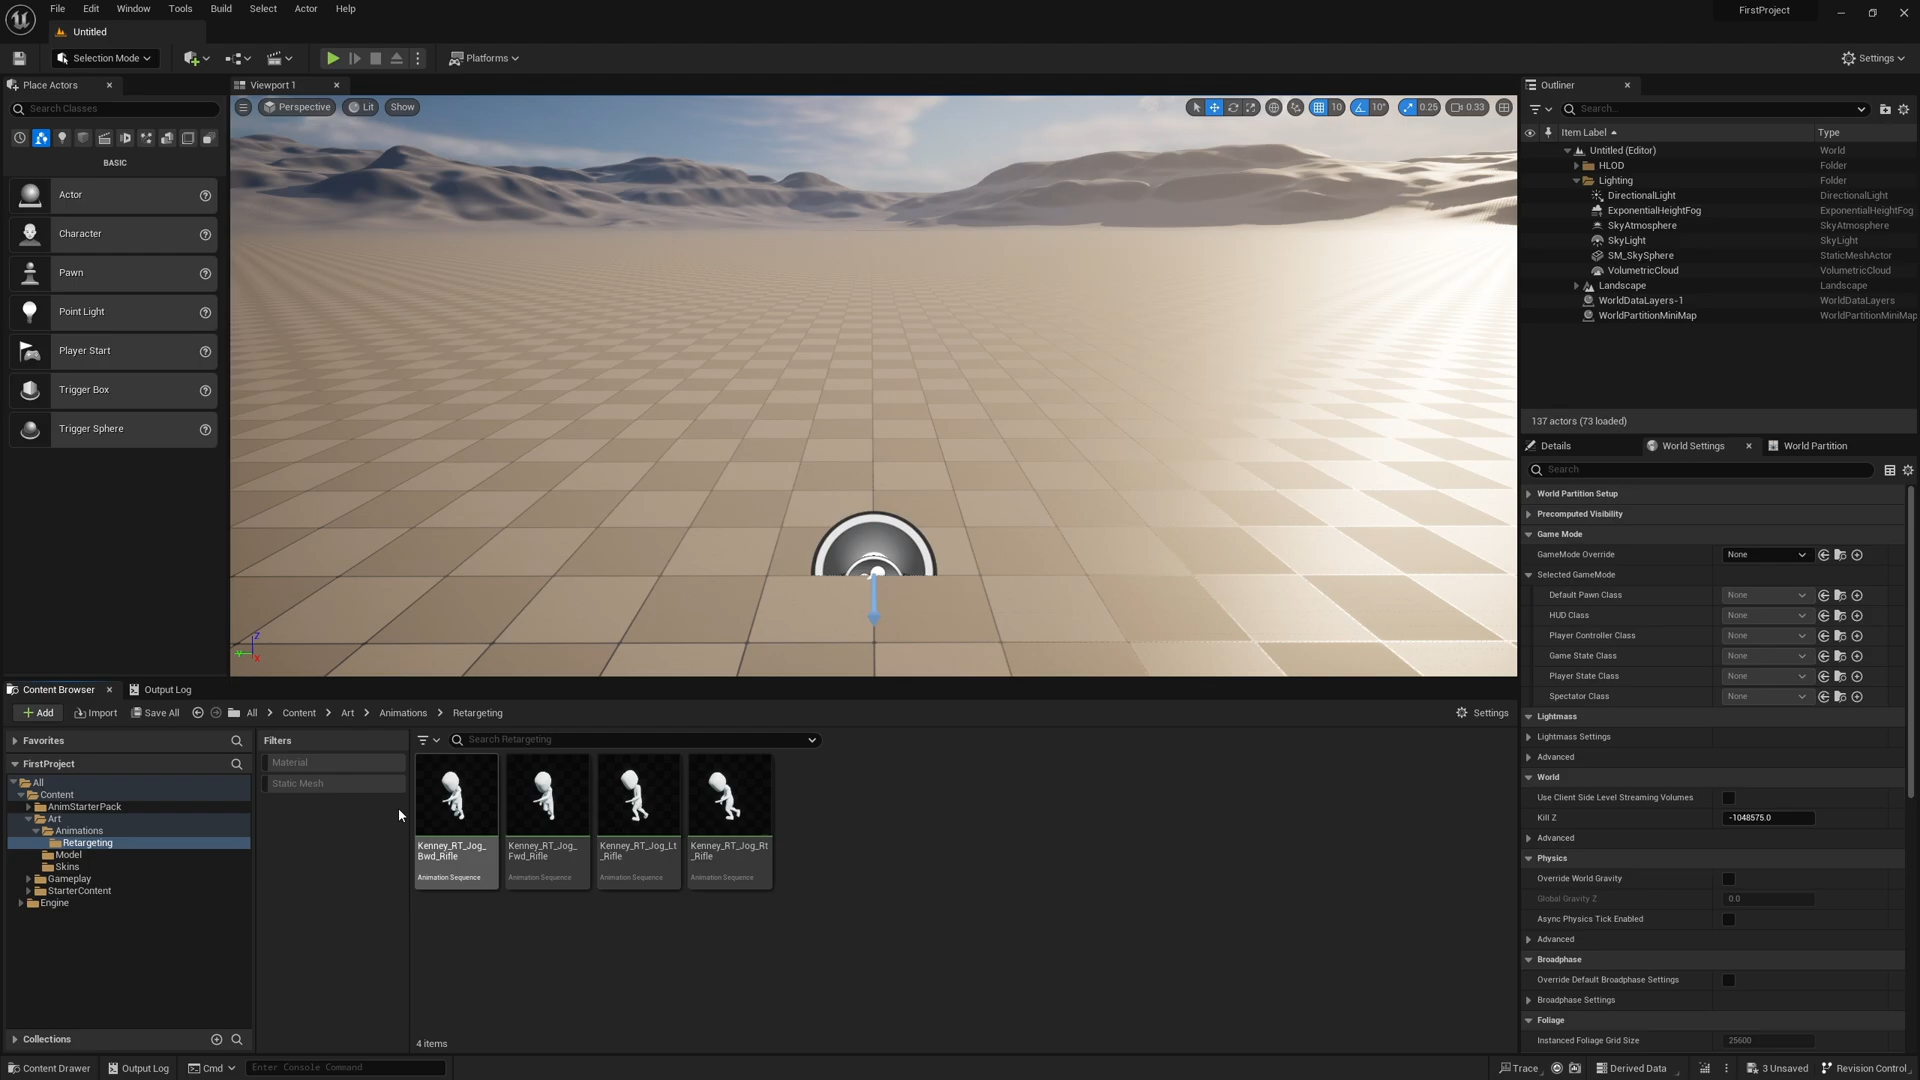 File Edit Window Tools Build Select Actor Help
FirstProject
Untitled
Selection Mode
Platforms
Settings
Place Actors
Search Classes
BASIC
Actor
Character
Pawn
Point Light
Player Start
Trigger Box
Trigger Sphere
Viewport 1
Perspective Lit Show
10 10° 0.25 0.33
Z
Y
X
Outliner
Search...
Item Label Type
Untitled (Editor) World
HLOD Folder
Lighting Folder
DirectionalLight DirectionalLight
ExponentialHeightFog ExponentialHeightFog
SkyAtmosphere SkyAtmosphere
SkyLight SkyLight
SM_SkySphere StaticMeshActor
VolumetricCloud VolumetricCloud
Landscape Landscape
WorldDataLayers-1 WorldDataLayers
WorldPartitionMiniMap WorldPartitionMiniMap
137 actors (73 loaded)
Details World Settings World Partition
Search
World Partition Setup
Precomputed Visibility
Game Mode
GameMode Override None
Selected GameMode
Default Pawn Class None
HUD Class None
Player Controller Class None
Game State Class None
Player State Class None
Spectator Class None
Lightmass
Lightmass Settings
Advanced
World
Use Client Side Level Streaming Volumes
Kill Z -1048575.0
Advanced
Physics
Override World Gravity
Global Gravity Z 0.0
Async Physics Tick Enabled
Advanced
Broadphase
Override Default Broadphase Settings
Broadphase Settings
Foliage
Instanced Foliage Grid Size 25600
Content Browser Output Log
Add Import Save All All Content Art Animations Retargeting
Settings
Favorites
FirstProject
All
Content
AnimStarterPack
Art
Animations
Retargeting
Model
Skins
Gameplay
StarterContent
Engine
Collections
Filters
Material
Static Mesh
Search Retargeting
Kenney_RT_Jog_
Bwd_Rifle
Animation Sequence
Kenney_RT_Jog_
Fwd_Rifle
Animation Sequence
Kenney_RT_Jog_Lt
_Rifle
Animation Sequence
Kenney_RT_Jog_Rt
_Rifle
Animation Sequence
4 items
Content Drawer Output Log Cmd Enter Console Command
Trace Derived Data 3 Unsaved Revision Control